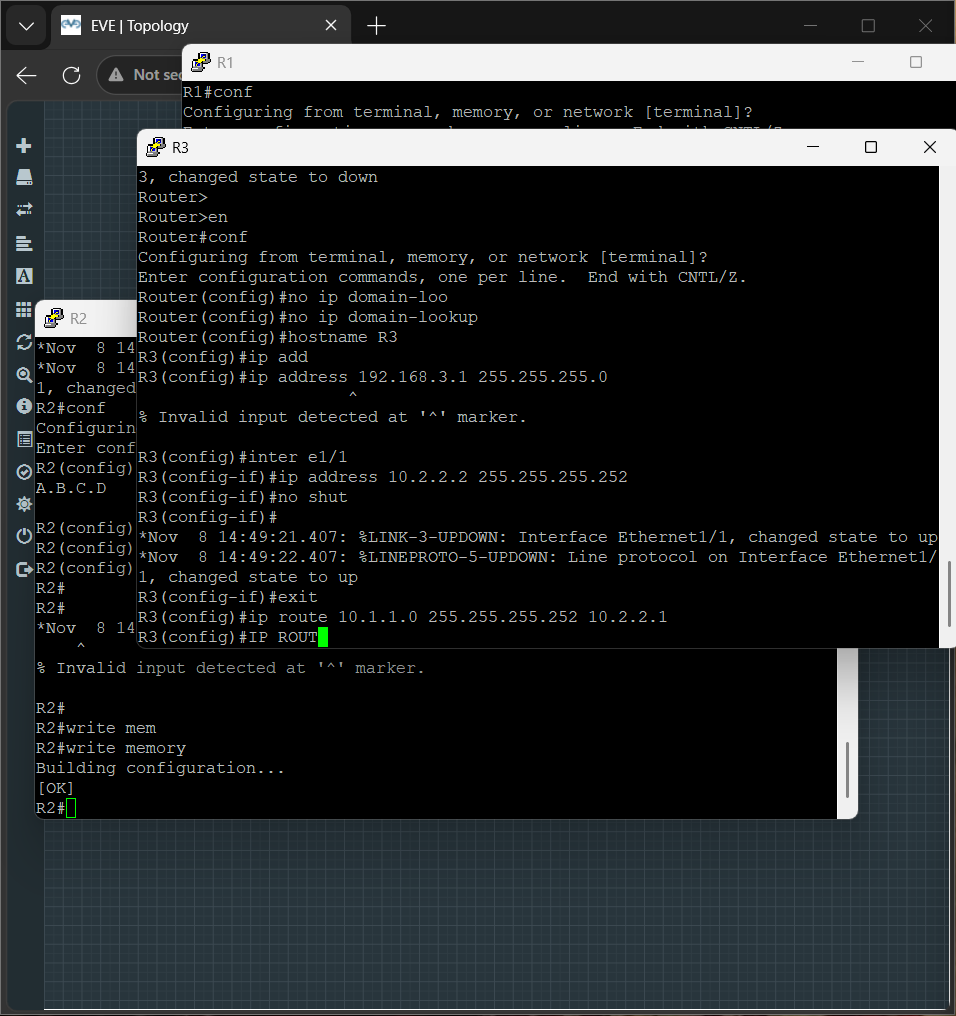 EVE | Topology
Not sec
R1
R1#conf
Configuring from terminal, memory, or network [terminal]?
R3
3, changed state to down
Router>
Router>en
Router#conf
Configuring from terminal, memory, or network [terminal]?
Enter configuration commands, one per line.  End with CNTL/Z.
Router(config)#no ip domain-loo
Router(config)#no ip domain-lookup
Router(config)#hostname R3
R3(config)#ip add
R3(config)#ip address 192.168.3.1 255.255.255.0
^
% Invalid input detected at '^' marker.
R3(config)#inter e1/1
R3(config-if)#ip address 10.2.2.2 255.255.255.252
R3(config-if)#no shut
R3(config-if)#
*Nov  8 14:49:21.407: %LINK-3-UPDOWN: Interface Ethernet1/1, changed state to up
*Nov  8 14:49:22.407: %LINEPROTO-5-UPDOWN: Line protocol on Interface Ethernet1/
1, changed state to up
R3(config-if)#exit
R3(config)#ip route 10.1.1.0 255.255.255.252 10.2.2.1
R3(config)#IP ROUT
R2
*Nov  8 14
*Nov  8 14
1, changed
R2#conf
Configurin
Enter conf
R2(config)
A.B.C.D
R2(config)
R2(config)
R2(config)
R2#
R2#
*Nov  8 14
^
% Invalid input detected at '^' marker.
R2#
R2#write mem
R2#write memory
Building configuration...
[OK]
R2#